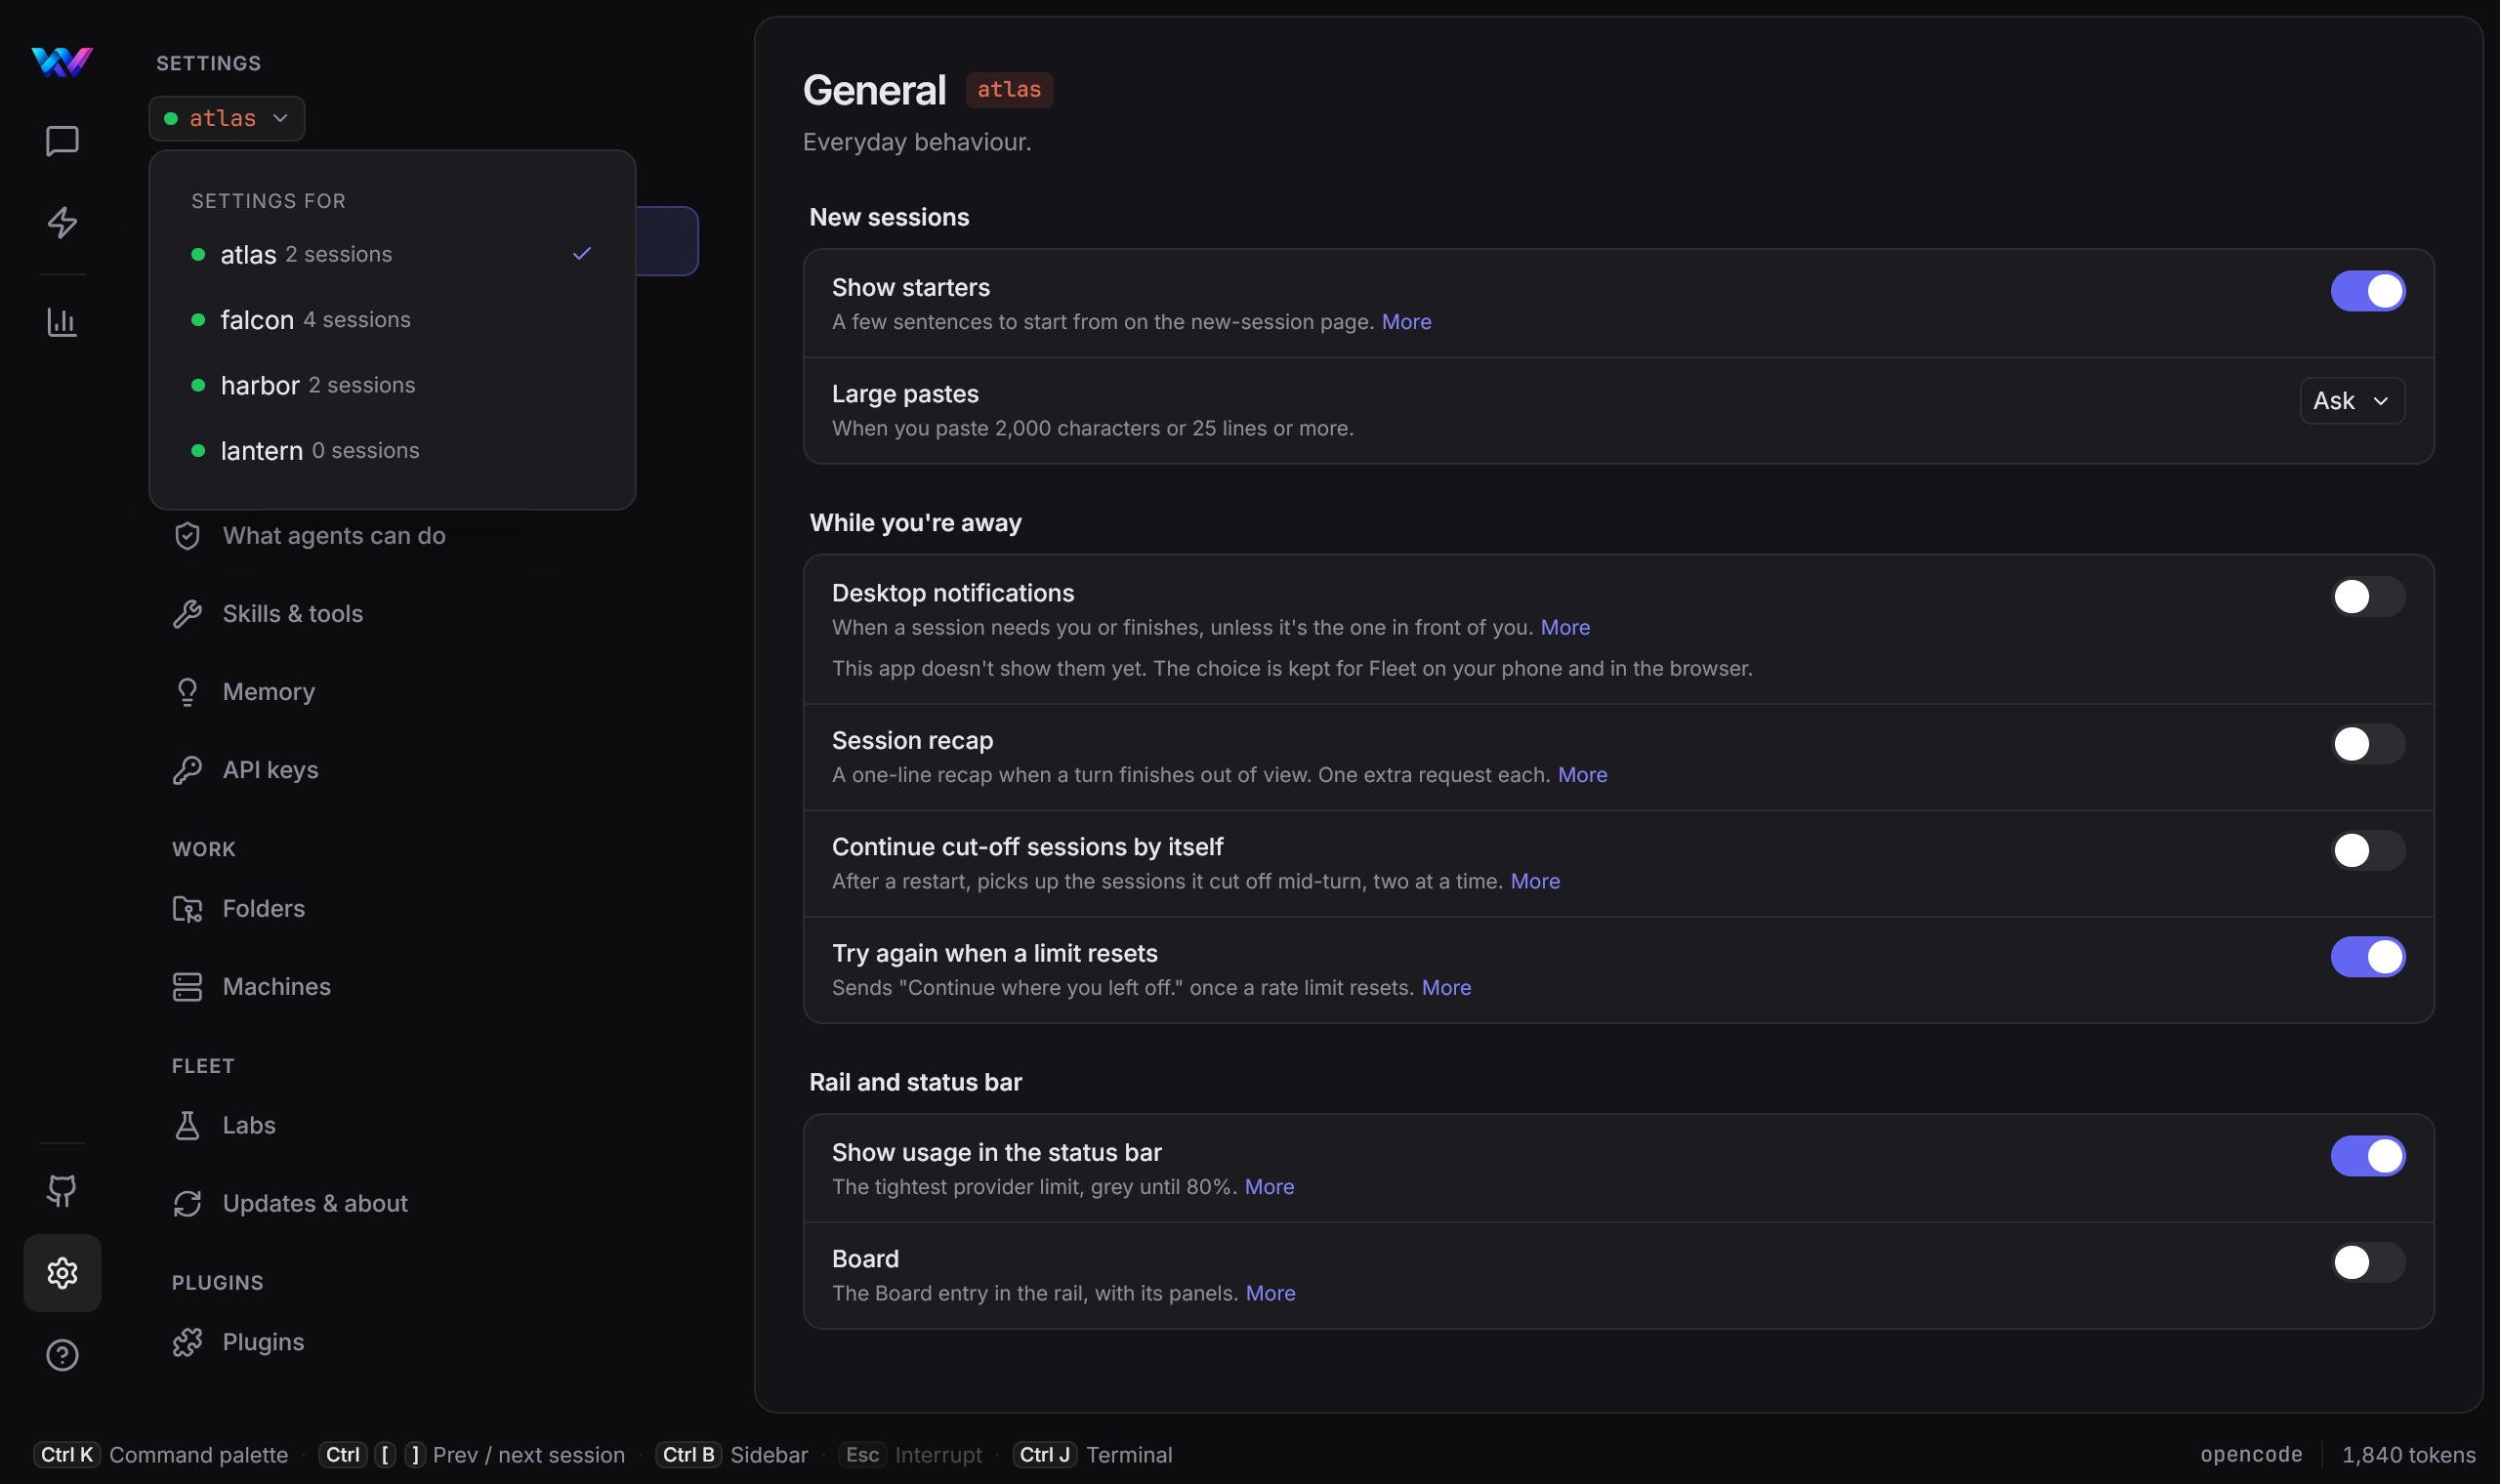 SETTINGS
atlas
SETTINGS FOR
atlas 2 sessions
falcon 4 sessions
harbor 2 sessions
lantern 0 sessions
What agents can do
Skills & tools
Memory
API keys
WORK
Folders
Machines
FLEET
Labs
Updates & about
PLUGINS
Plugins
General atlas
Everyday behaviour.
New sessions
Show starters
A few sentences to start from on the new-session page. More
Large pastes
When you paste 2,000 characters or 25 lines or more.
Ask
While you're away
Desktop notifications
When a session needs you or finishes, unless it's the one in front of you. More
This app doesn't show them yet. The choice is kept for Fleet on your phone and in the browser.
Session recap
A one-line recap when a turn finishes out of view. One extra request each. More
Continue cut-off sessions by itself
After a restart, picks up the sessions it cut off mid-turn, two at a time. More
Try again when a limit resets
Sends "Continue where you left off." once a rate limit resets. More
Rail and status bar
Show usage in the status bar
The tightest provider limit, grey until 80%. More
Board
The Board entry in the rail, with its panels. More
Ctrl K Command palette · Ctrl [ ] Prev / next session · Ctrl B Sidebar · Esc Interrupt · Ctrl J Terminal
opencode 1,840 tokens